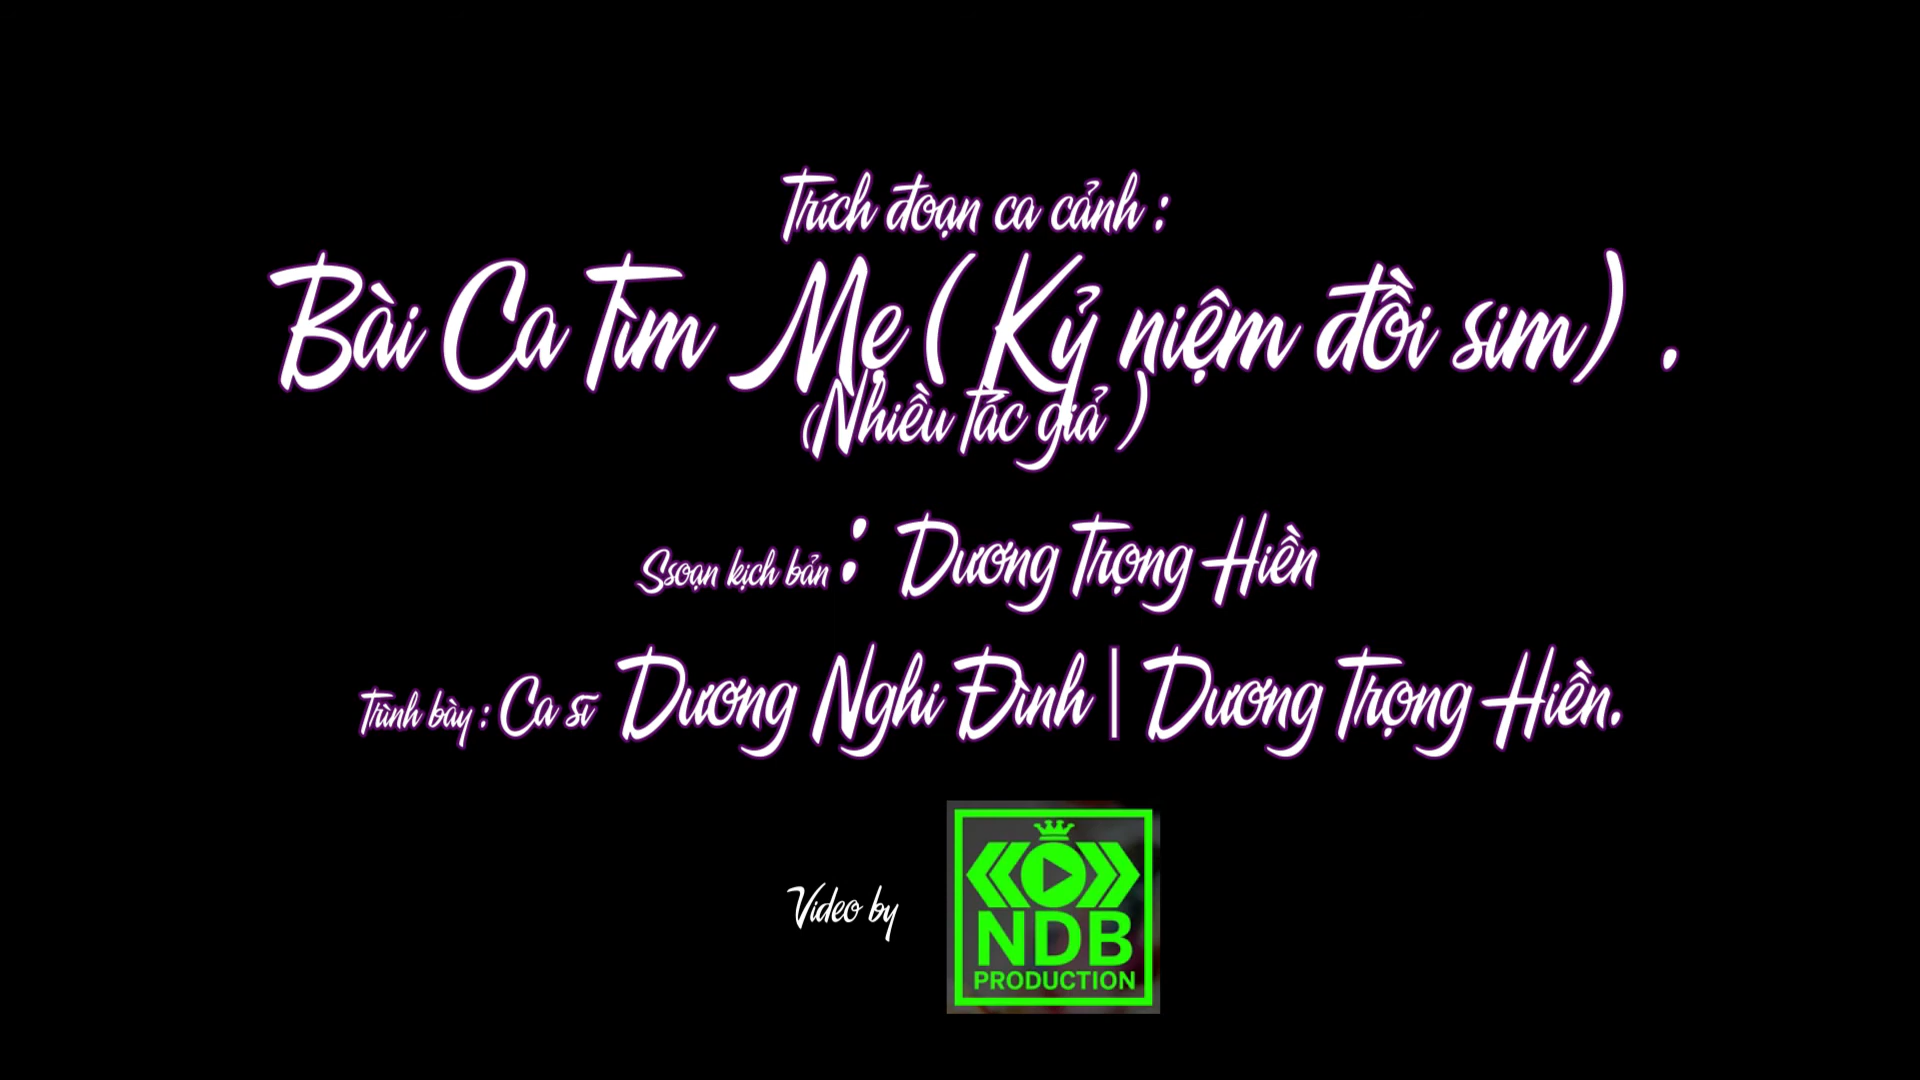 Trích đoạn ca cảnh :
Bài Ca Tìm Mẹ ( Kỷ niệm đồi sim) .
(Nhiều tác giả )
Ssoạn kịch bản : Dương Trọng Hiền
Trình bày : Ca sĩ Dương Nghi Đình | Dương Trọng Hiền.
Video by
NDB
PRODUCTION